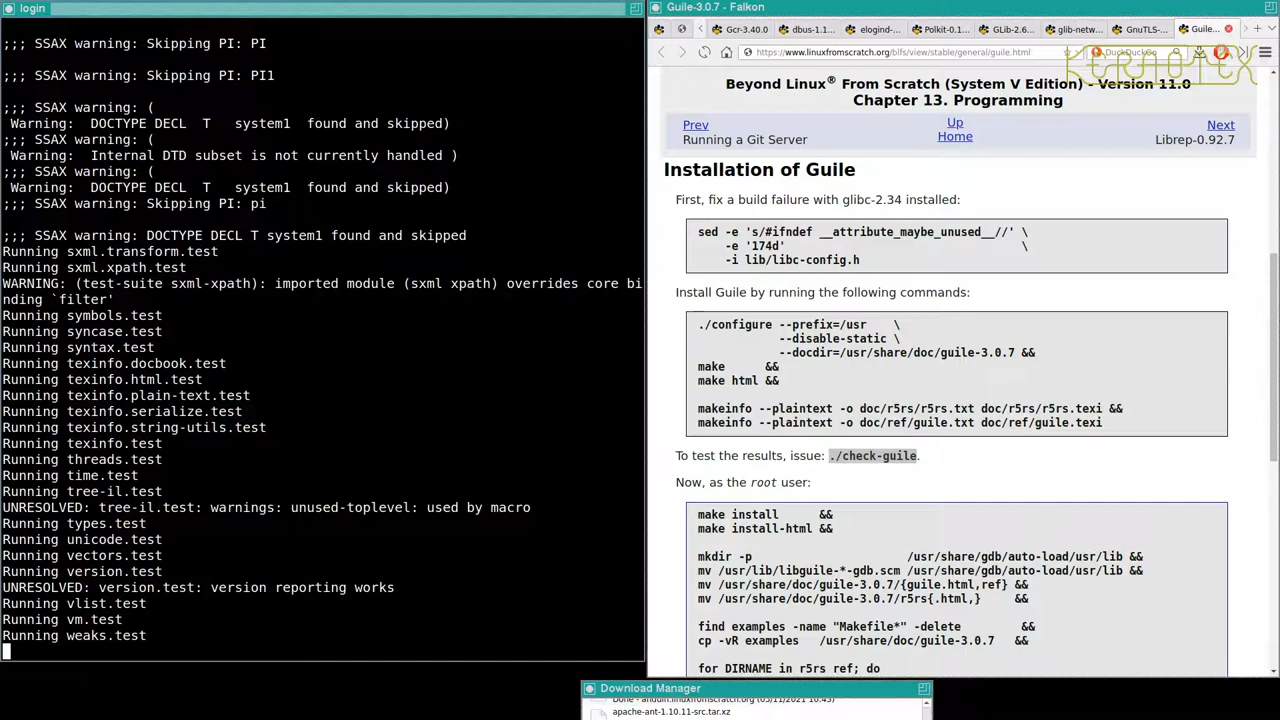 login
;;; SSAX warning: Skipping PI: PI
;;; SSAX warning: Skipping PI: PI1
;;; SSAX warning: (
Warning:  DOCTYPE DECL  T   system1  found and skipped)
;;; SSAX warning: (
Warning:  Internal DTD subset is not currently handled )
;;; SSAX warning: (
Warning:  DOCTYPE DECL  T   system1  found and skipped)
;;; SSAX warning: Skipping PI: pi
;;; SSAX warning: DOCTYPE DECL T system1 found and skipped
Running sxml.transform.test
Running sxml.xpath.test
WARNING: (test-suite sxml-xpath): imported module (sxml xpath) overrides core bi
nding `filter'
Running symbols.test
Running syncase.test
Running syntax.test
Running texinfo.docbook.test
Running texinfo.html.test
Running texinfo.plain-text.test
Running texinfo.serialize.test
Running texinfo.string-utils.test
Running texinfo.test
Running threads.test
Running time.test
Running tree-il.test
UNRESOLVED: tree-il.test: warnings: unused-toplevel: used by macro
Running types.test
Running unicode.test
Running vectors.test
Running version.test
UNRESOLVED: version.test: version reporting works
Running vlist.test
Running vm.test
Running weaks.test
Guile-3.0.7 - Falkon
Gcr-3.40.0 dbus-1.1... elogind-... Polkit-0.1... GLib-2.6... glib-netw... GnuTLS-... Guile...
https://www.linuxfromscratch.org/blfs/view/stable/general/guile.html DuckDuckGo
KERNOTEX
Beyond Linux® From Scratch (System V Edition) - Version 11.0
Chapter 13. Programming
Prev Up Next
Running a Git Server Home Librep-0.92.7
Installation of Guile
First, fix a build failure with glibc-2.34 installed:
sed -e 's/#ifndef __attribute_maybe_unused__//' \
-e '174d' \
-i lib/libc-config.h
Install Guile by running the following commands:
./configure --prefix=/usr \
--disable-static \
--docdir=/usr/share/doc/guile-3.0.7 &&
make &&
make html &&
makeinfo --plaintext -o doc/r5rs/r5rs.txt doc/r5rs/r5rs.texi &&
makeinfo --plaintext -o doc/ref/guile.txt doc/ref/guile.texi
To test the results, issue: ./check-guile.
Now, as the root user:
make install &&
make install-html &&
mkdir -p /usr/share/gdb/auto-load/usr/lib &&
mv /usr/lib/libguile-*-gdb.scm /usr/share/gdb/auto-load/usr/lib &&
mv /usr/share/doc/guile-3.0.7/{guile.html,ref} &&
mv /usr/share/doc/guile-3.0.7/r5rs{.html,} &&
find examples -name "Makefile*" -delete &&
cp -vR examples /usr/share/doc/guile-3.0.7 &&
for DIRNAME in r5rs ref; do
Download Manager
Done - anduin.linuxfromscratch.org (05/11/2021 10:45)
apache-ant-1.10.11-src.tar.xz